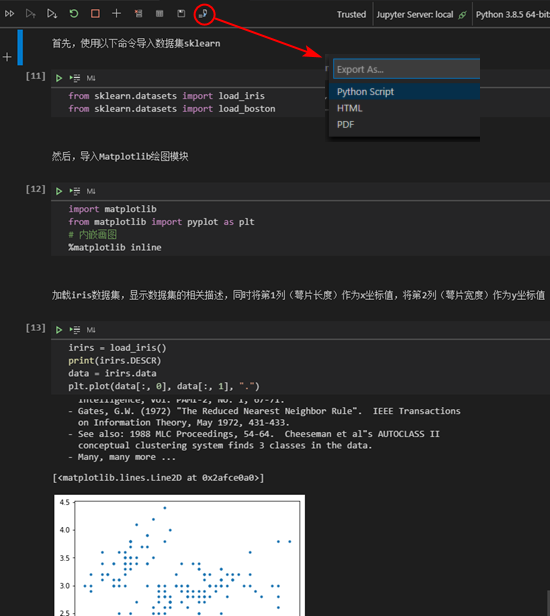 Trusted
Jupyter Server: local
Python 3.8.5 64-bit
首先，使用以下命令导入数据集sklearn
Export As...
Python Script
HTML
PDF
[11]
M↓
from sklearn.datasets import load_iris
from sklearn.datasets import load_boston
然后，导入Matplotlib绘图模块
[12]
M↓
import matplotlib
from matplotlib import pyplot as plt
# 内嵌画图
%matplotlib inline
加载iris数据集，显示数据集的相关描述，同时将第1列（萼片长度）作为x坐标值，将第2列（萼片宽度）作为y坐标值
[13]
M↓
irirs = load_iris()
print(irirs.DESCR)
data = irirs.data
plt.plot(data[:, 0], data[:, 1], ".")
Intelligence, Vol. PAMI-2, No. 1, 67-71.
- Gates, G.W. (1972) "The Reduced Nearest Neighbor Rule".  IEEE Transactions
on Information Theory, May 1972, 431-433.
- See also: 1988 MLC Proceedings, 54-64.  Cheeseman et al"s AUTOCLASS II
conceptual clustering system finds 3 classes in the data.
- Many, many more ...
[<matplotlib.lines.Line2D at 0x2afce0a0>]
4.5
4.0
3.5
3.0
2.5